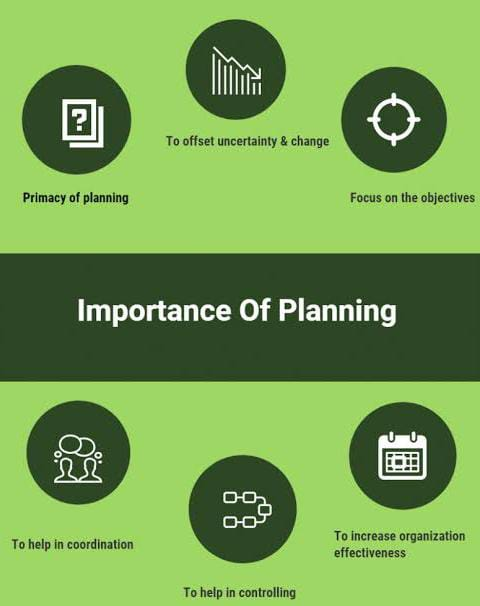 ?
To offset uncertainty & change
Primacy of planning
Focus on the objectives
Importance Of Planning
To help in coordination
To increase organization
effectiveness
To help in controlling